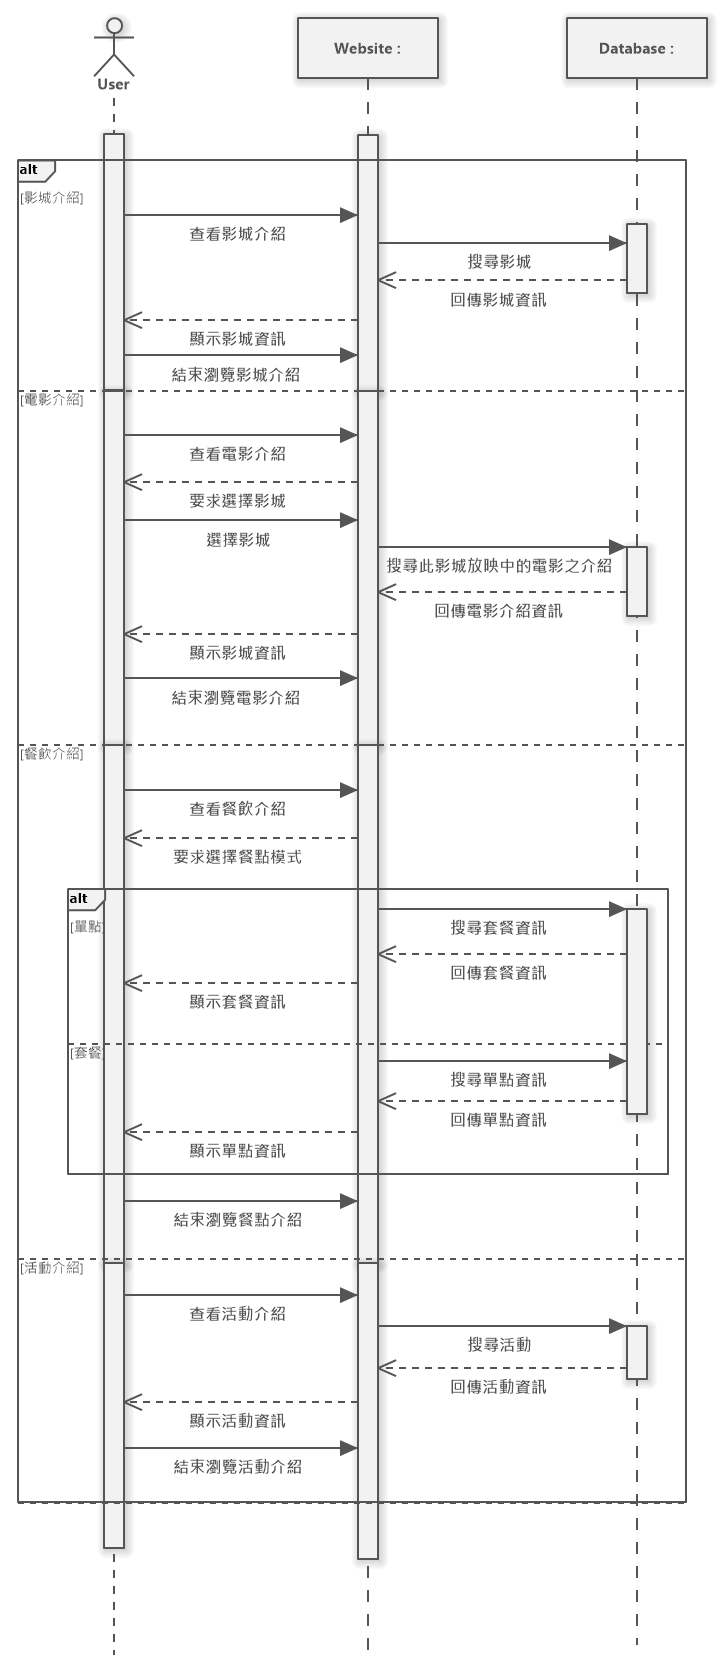 User
Website :
Database :
alt
[影城介紹]
查看影城介紹
搜尋影城
回傳影城資訊
顯示影城資訊
結束瀏覽影城介紹
[電影介紹]
查看電影介紹
要求選擇影城
選擇影城
搜尋此影城放映中的電影之介紹
回傳電影介紹資訊
顯示影城資訊
結束瀏覽電影介紹
[餐飲介紹]
查看餐飲介紹
要求選擇餐點模式
alt
[單點]
搜尋套餐資訊
回傳套餐資訊
顯示套餐資訊
[套餐]
搜尋單點資訊
回傳單點資訊
顯示單點資訊
結束瀏覽餐點介紹
[活動介紹]
查看活動介紹
搜尋活動
回傳活動資訊
顯示活動資訊
結束瀏覽活動介紹